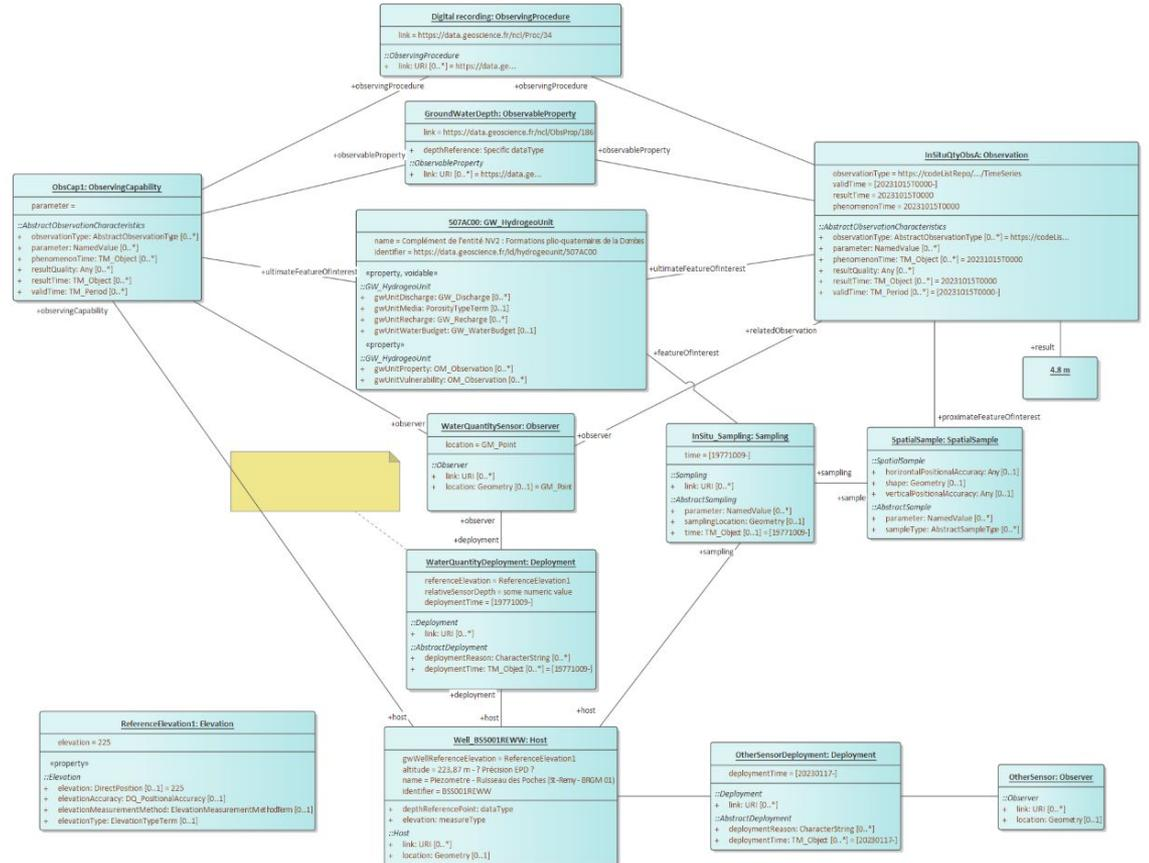 Digital recording: ObservingProcedure
link = https://data.geoscience.fr/ncl/Proc/34
::ObservingProcedure
+ link: URI [0..*] = https://data.ge...
+observingProcedure
+observingProcedure
GroundWaterDepth: ObservableProperty
link = https://data.geoscience.fr/ncl/ObsProp/186
+ depthReference: Specific dataType
::ObservableProperty
+ link: URI [0..*] = https://data.ge...
+observableProperty
+observableProperty
InSituQtyObsA: Observation
observationType = https://codeListRepo/.../TimeSeries
validTime = [20231015T0000-]
resultTime = 20231015T0000
phenomenonTime = 20231015T0000
::AbstractObservationCharacteristics
+ observationType: AbstractObservationType [0..*] = https://codeLis...
+ parameter: NamedValue [0..*]
+ phenomenonTime: TM_Object [0..*] = 20231015T0000
+ resultQuality: Any [0..*]
+ resultTime: TM_Object [0..*] = 20231015T0000
+ validTime: TM_Period [0..*] = [20231015T0000-]
ObsCap1: ObservingCapability
parameter =
::AbstractObservationCharacteristics
+ observationType: AbstractObservationType [0..*]
+ parameter: NamedValue [0..*]
+ phenomenonTime: TM_Object [0..*]
+ resultQuality: Any [0..*]
+ resultTime: TM_Object [0..*]
+ validTime: TM_Period [0..*]
+observingCapability
507AC00: GW_HydrogeoUnit
name = Complément de l'entité NV2 : Formations plio-quaternaires de la Dombes
identifier = https://data.geoscience.fr/id/hydrogeounit/507AC00
«property, voidable»
::GW_HydrogeoUnit
+ gwUnitDischarge: GW_Discharge [0..*]
+ gwUnitMedia: PorosityTypeTerm [0..1]
+ gwUnitRecharge: GW_Recharge [0..*]
+ gwUnitWaterBudget: GW_WaterBudget [0..1]
«property»
::GW_HydrogeoUnit
+ gwUnitProperty: OM_Observation [0..*]
+ gwUnitVulnerability: OM_Observation [0..*]
+ultimateFeatureOfInterest
+ultimateFeatureOfInterest
+relatedObservation
+featureOfInterest
+result
4.8 m
+proximateFeatureOfInterest
+observer
WaterQuantitySensor: Observer
location = GM_Point
::Observer
+ link: URI [0..*]
+ location: Geometry [0..1] = GM_Point
+observer
InSitu_Sampling: Sampling
time = [19771009-]
::Sampling
+ link: URI [0..*]
::AbstractSampling
+ parameter: NamedValue [0..*]
+ samplingLocation: Geometry [0..1]
+ time: TM_Object [0..1] = [19771009-]
+sampling
+sample
SpatialSample: SpatialSample
::SpatialSample
+ horizontalPositionalAccuracy: Any [0..1]
+ shape: Geometry [0..1]
+ verticalPositionalAccuracy: Any [0..1]
::AbstractSample
+ parameter: NamedValue [0..*]
+ sampleType: AbstractSampleType [0..*]
+observer
+deployment
+sampling
WaterQuantityDeployment: Deployment
referenceElevation = ReferenceElevation1
relativeSensorDepth = some numeric value
deploymentTime = [19771009-]
::Deployment
+ link: URI [0..*]
::AbstractDeployment
+ deploymentReason: CharacterString [0..*]
+ deploymentTime: TM_Object [0..*] = [19771009-]
+deployment
+host
+host
+host
ReferenceElevation1: Elevation
elevation = 225
«property»
::Elevation
+ elevation: DirectPosition [0..1] = 225
+ elevationAccuracy: DQ_PositionalAccuracy [0..1]
+ elevationMeasurementMethod: ElevationMeasurementMethodTerm [0..1]
+ elevationType: ElevationTypeTerm [0..1]
Well_BSS001REWW: Host
gwWellReferenceElevation = ReferenceElevation1
altitude = 223,87 m - ? Précision EPD ?
name = Piezometre - Ruisseau des Poches (St-Remy - BRGM 01)
identifier = BSS001REWW
+ depthReferencePoint: dataType
+ elevation: measureType
::Host
+ link: URI [0..*]
+ location: Geometry [0..1]
OtherSensorDeployment: Deployment
deploymentTime = [20230117-]
::Deployment
+ link: URI [0..*]
::AbstractDeployment
+ deploymentReason: CharacterString [0..*]
+ deploymentTime: TM_Object [0..*] = [20230117-]
OtherSensor: Observer
::Observer
+ link: URI [0..*]
+ location: Geometry [0..1]